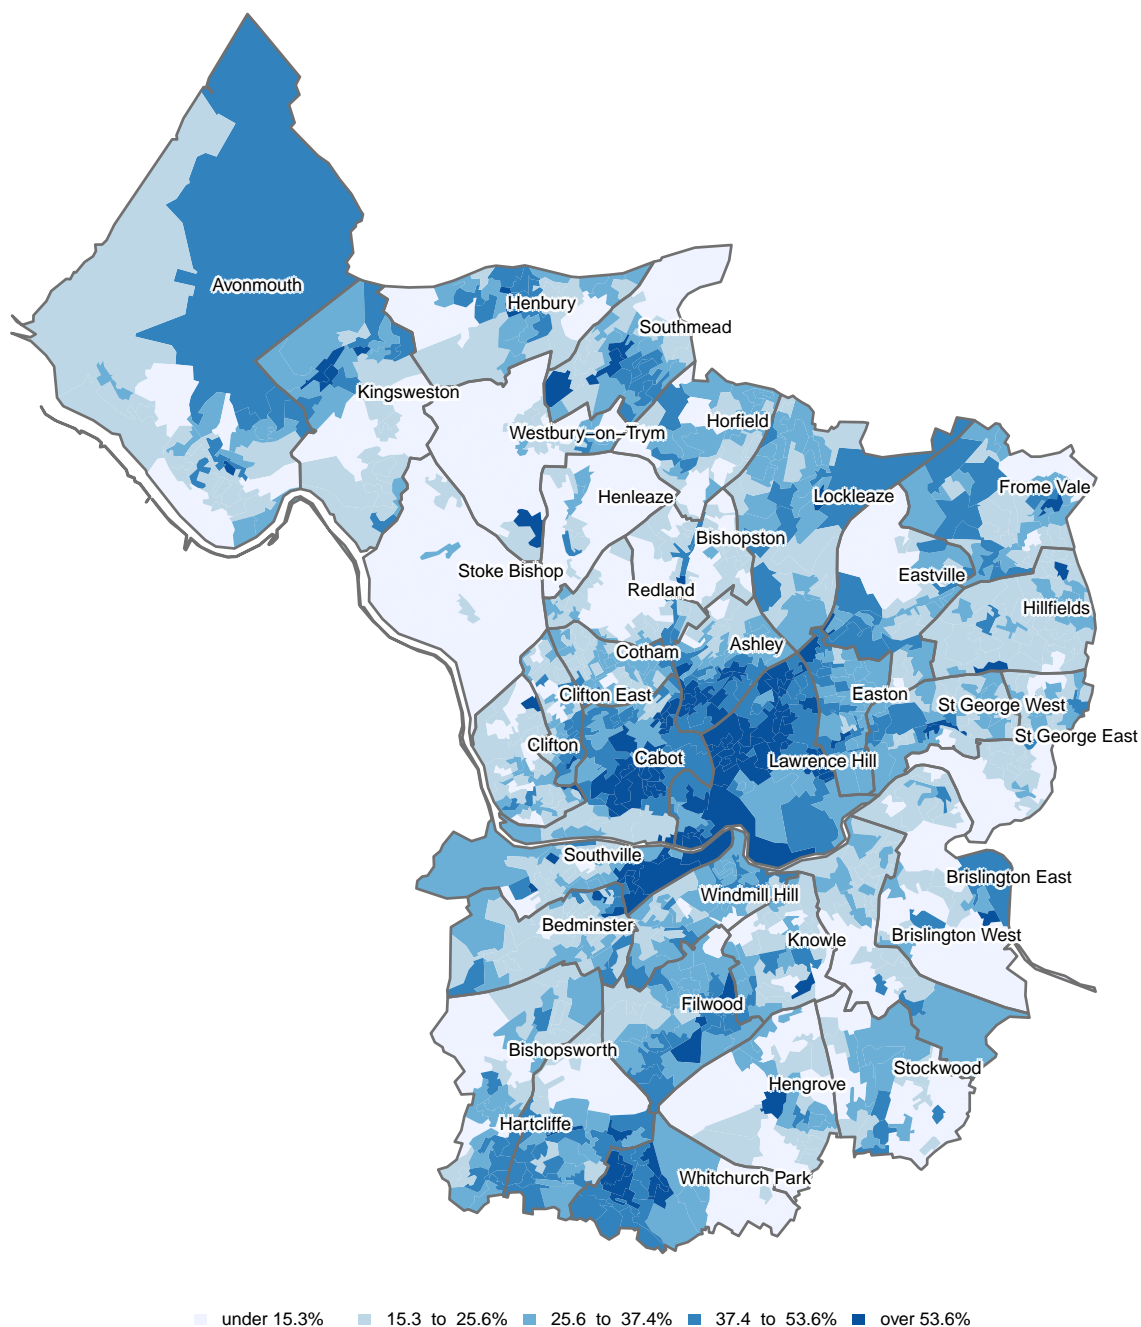 Avonmouth
Henbury
Southmead
Kingsweston
Westbury−on−Trym
Horfield
Henleaze
Lockleaze
Frome Vale
Bishopston
Stoke Bishop
Eastville
Redland
Hillfields
Cotham
Ashley
Clifton East
Easton
St George West
Clifton
St George East
Cabot
Lawrence Hill
Southville
Brislington East
Windmill Hill
Bedminster
Knowle
Brislington West
Filwood
Bishopsworth
Stockwood
Hengrove
Hartcliffe
Whitchurch Park
under 15.3% 15.3 to 25.6% 25.6 to 37.4% 37.4 to 53.6% over 53.6%